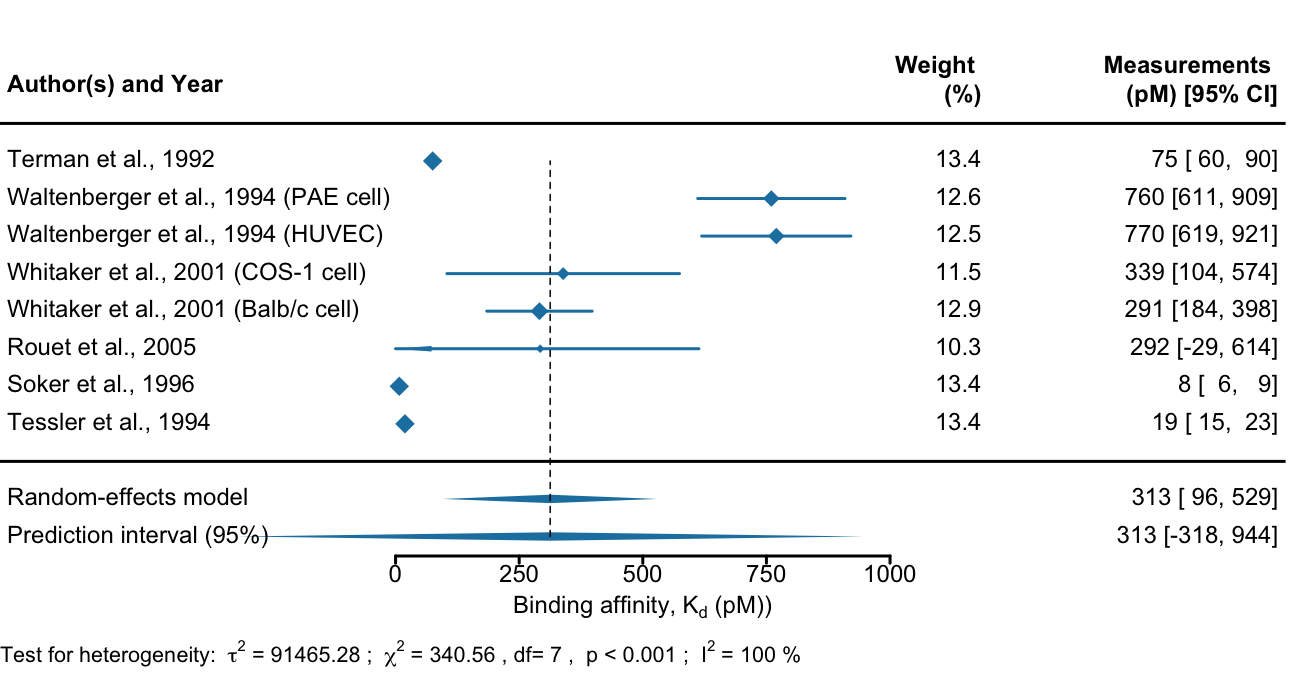 Author(s) and Year Weight (%) Measurements (pM) [95% CI]
Terman et al., 1992 13.4 75 [ 60, 90]
Waltenberger et al., 1994 (PAE cell) 12.6 760 [611, 909]
Waltenberger et al., 1994 (HUVEC) 12.5 770 [619, 921]
Whitaker et al., 2001 (COS-1 cell) 11.5 339 [104, 574]
Whitaker et al., 2001 (Balb/c cell) 12.9 291 [184, 398]
Rouet et al., 2005 10.3 292 [-29, 614]
Soker et al., 1996 13.4 8 [ 6, 9]
Tessler et al., 1994 13.4 19 [ 15, 23]
Random-effects model 313 [ 96, 529]
Prediction interval (95%) 313 [-318, 944]
0 250 500 750 1000
Binding affinity, Kd (pM))
Test for heterogeneity: τ2 = 91465.28 ; χ2 = 340.56 , df= 7 , p < 0.001 ; I2 = 100 %